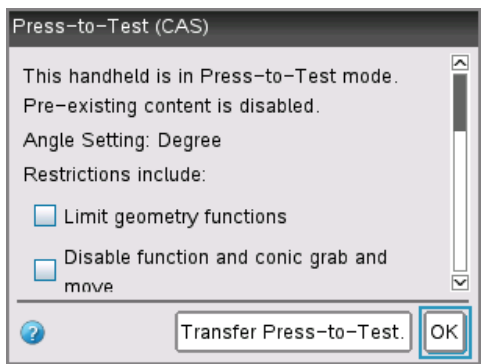 Press-to-Test (CAS)
This handheld is in Press-to-Test mode.
Pre-existing content is disabled.
Angle Setting: Degree
Restrictions include:
Limit geometry functions
Disable function and conic grab and
move
?
Transfer Press-to-Test.
OK